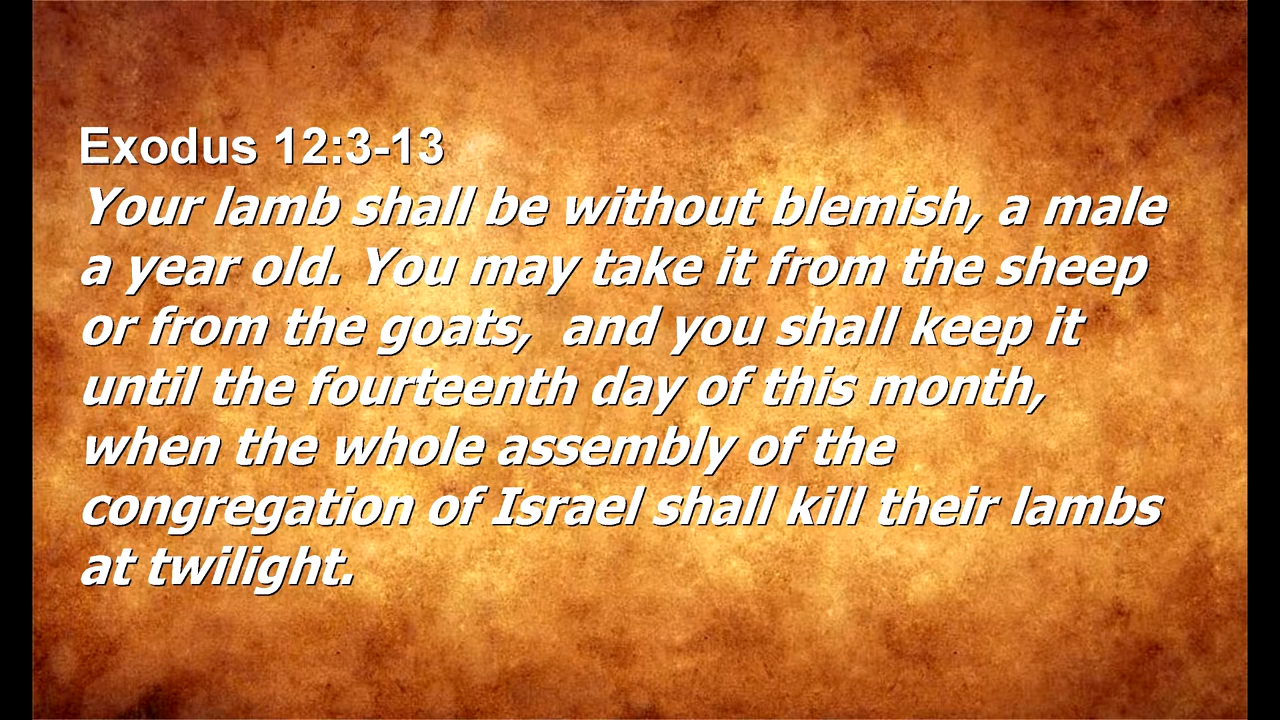 Exodus 12:3-13
Your lamb shall be without blemish, a male
a year old. You may take it from the sheep
or from the goats,  and you shall keep it
until the fourteenth day of this month,
when the whole assembly of the
congregation of Israel shall kill their lambs
at twilight.